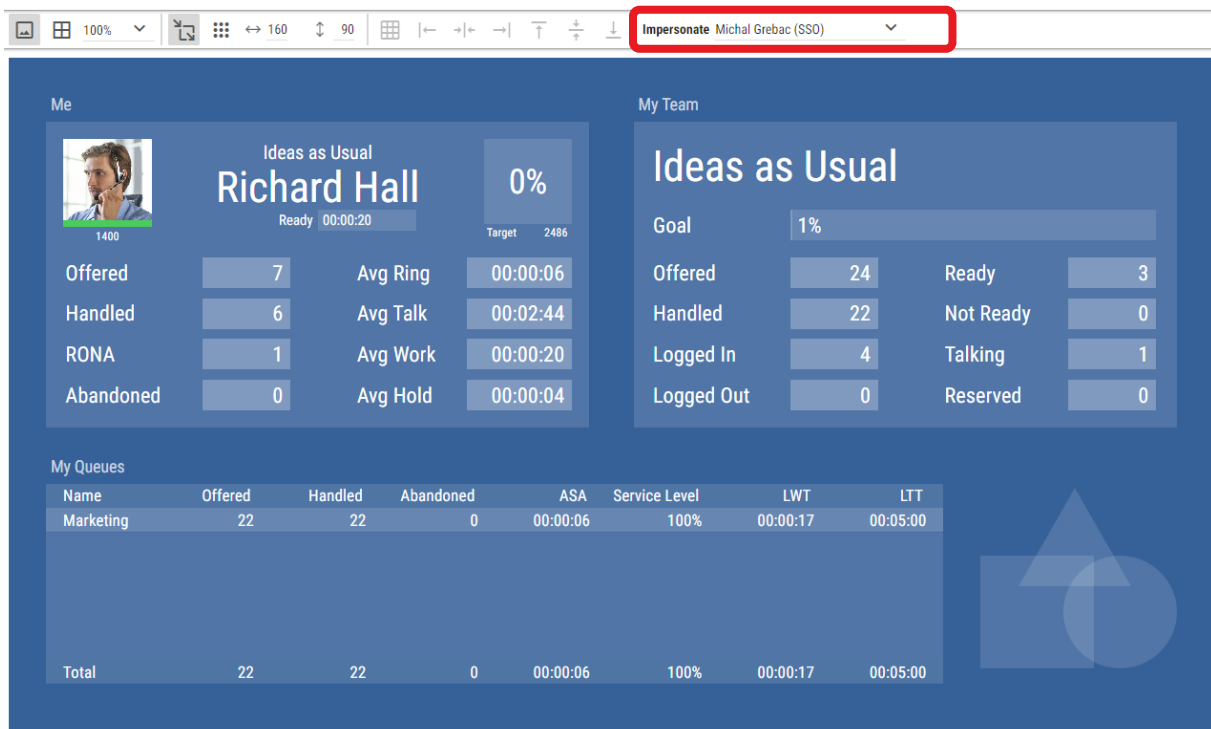 100% 160 90 Impersonate Michal Grebac (SSO)
Me
Ideas as Usual
Richard Hall
Ready 00:00:20
1400
0%
Target 2486
Offered 7 Avg Ring 00:00:06
Handled 6 Avg Talk 00:02:44
RONA 1 Avg Work 00:00:20
Abandoned 0 Avg Hold 00:00:04
My Team
Ideas as Usual
Goal 1%
Offered 24 Ready 3
Handled 22 Not Ready 0
Logged In 4 Talking 1
Logged Out 0 Reserved 0
My Queues
Name Offered Handled Abandoned ASA Service Level LWT LTT
Marketing 22 22 0 00:00:06 100% 00:00:17 00:05:00
Total 22 22 0 00:00:06 100% 00:00:17 00:05:00